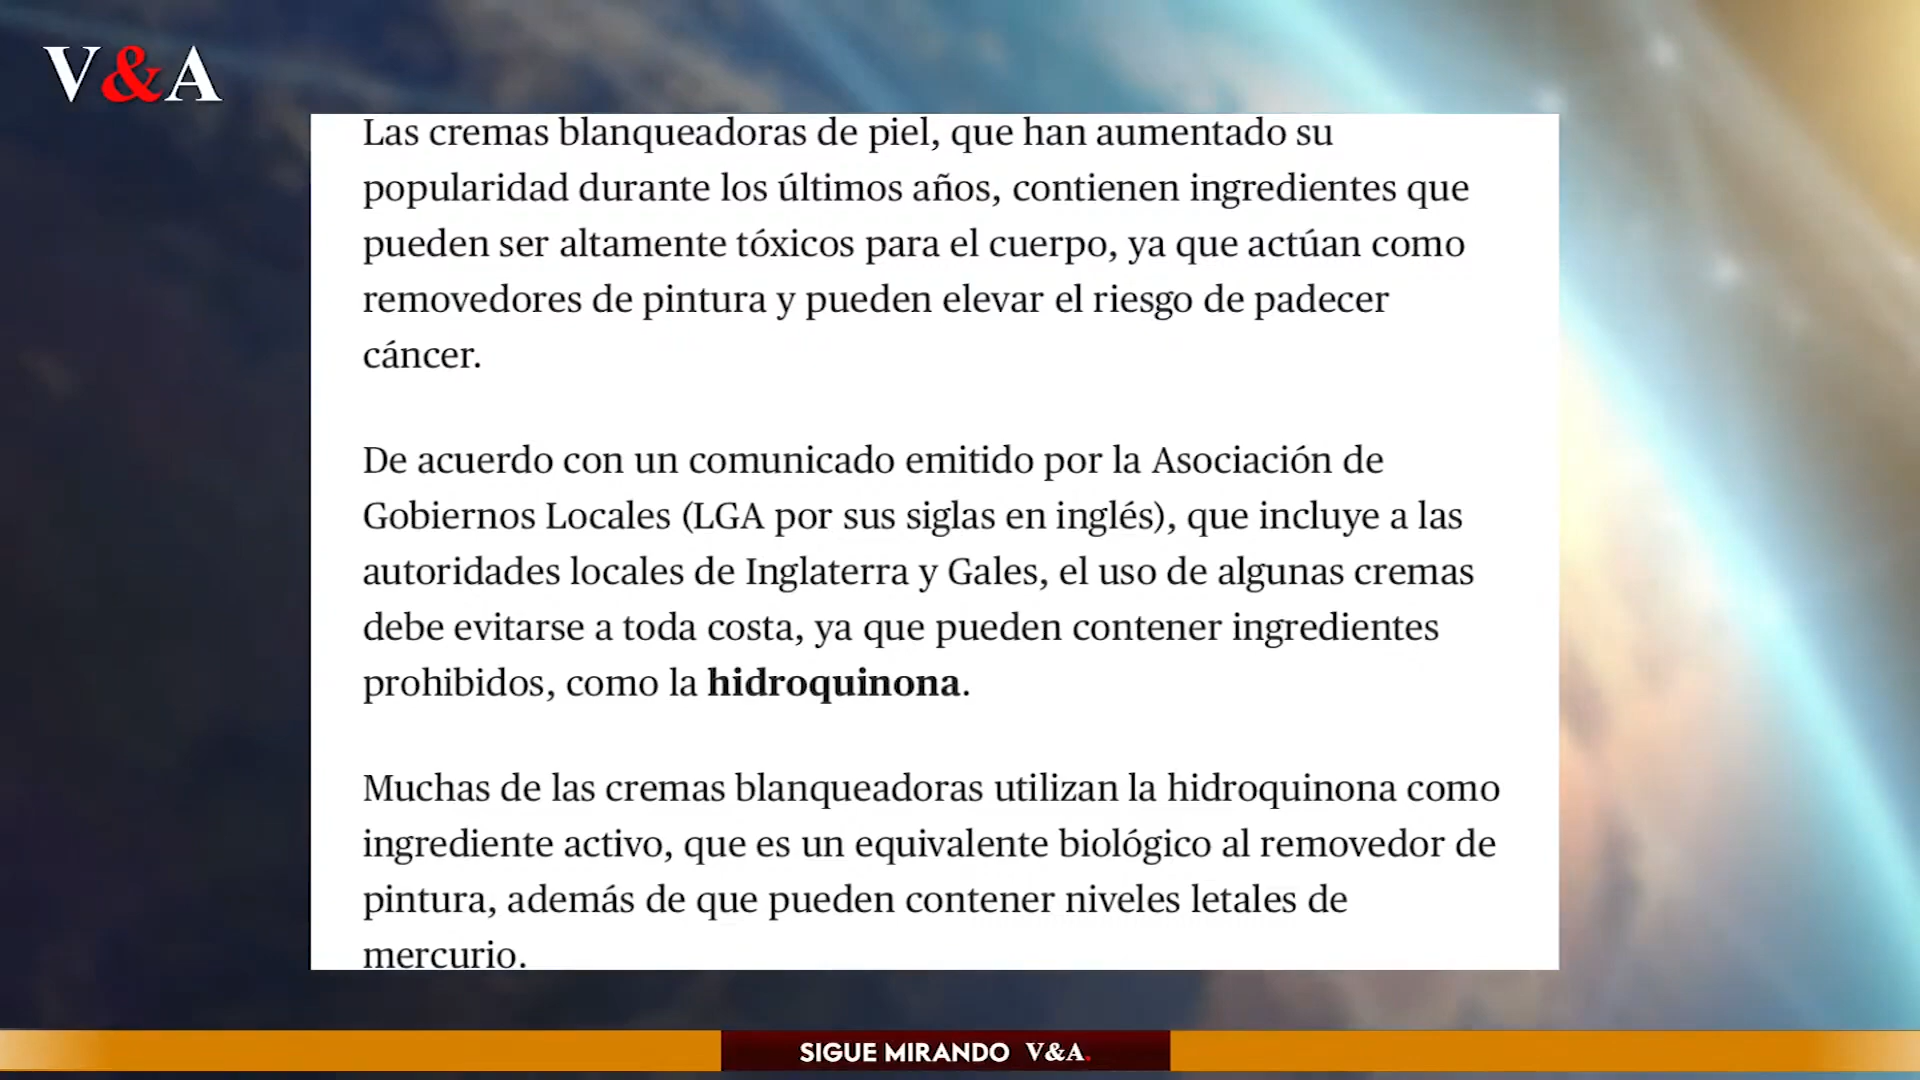 V&A
Las cremas blanqueadoras de piel, que han aumentado su
popularidad durante los últimos años, contienen ingredientes que
pueden ser altamente tóxicos para el cuerpo, ya que actúan como
removedores de pintura y pueden elevar el riesgo de padecer
cáncer.
De acuerdo con un comunicado emitido por la Asociación de
Gobiernos Locales (LGA por sus siglas en inglés), que incluye a las
autoridades locales de Inglaterra y Gales, el uso de algunas cremas
debe evitarse a toda costa, ya que pueden contener ingredientes
prohibidos, como la hidroquinona.
Muchas de las cremas blanqueadoras utilizan la hidroquinona como
ingrediente activo, que es un equivalente biológico al removedor de
pintura, además de que pueden contener niveles letales de
mercurio.
SIGUE MIRANDO V&A.